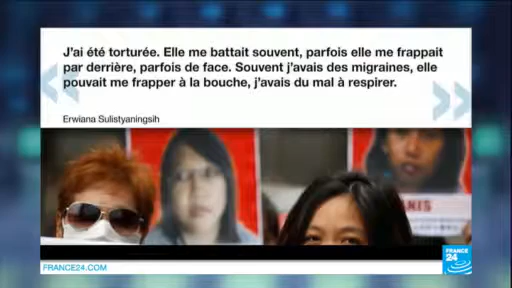 J'ai été torturée. Elle me battait souvent, parfois elle me frappait
par derrière, parfois de face. Souvent j'avais des migraines, elle
pouvait me frapper à la bouche, j'avais du mal à respirer.
Erwiana Sulistyaningsih
ANIS
FRANCE24.COM
FRANCE
24